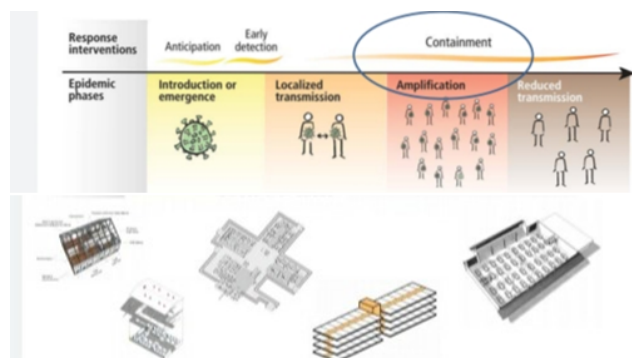 Response interventions
Anticipation
Early detection
Containment
Epidemic phases
Introduction or emergence
Localized transmission
Amplification
Reduced transmission